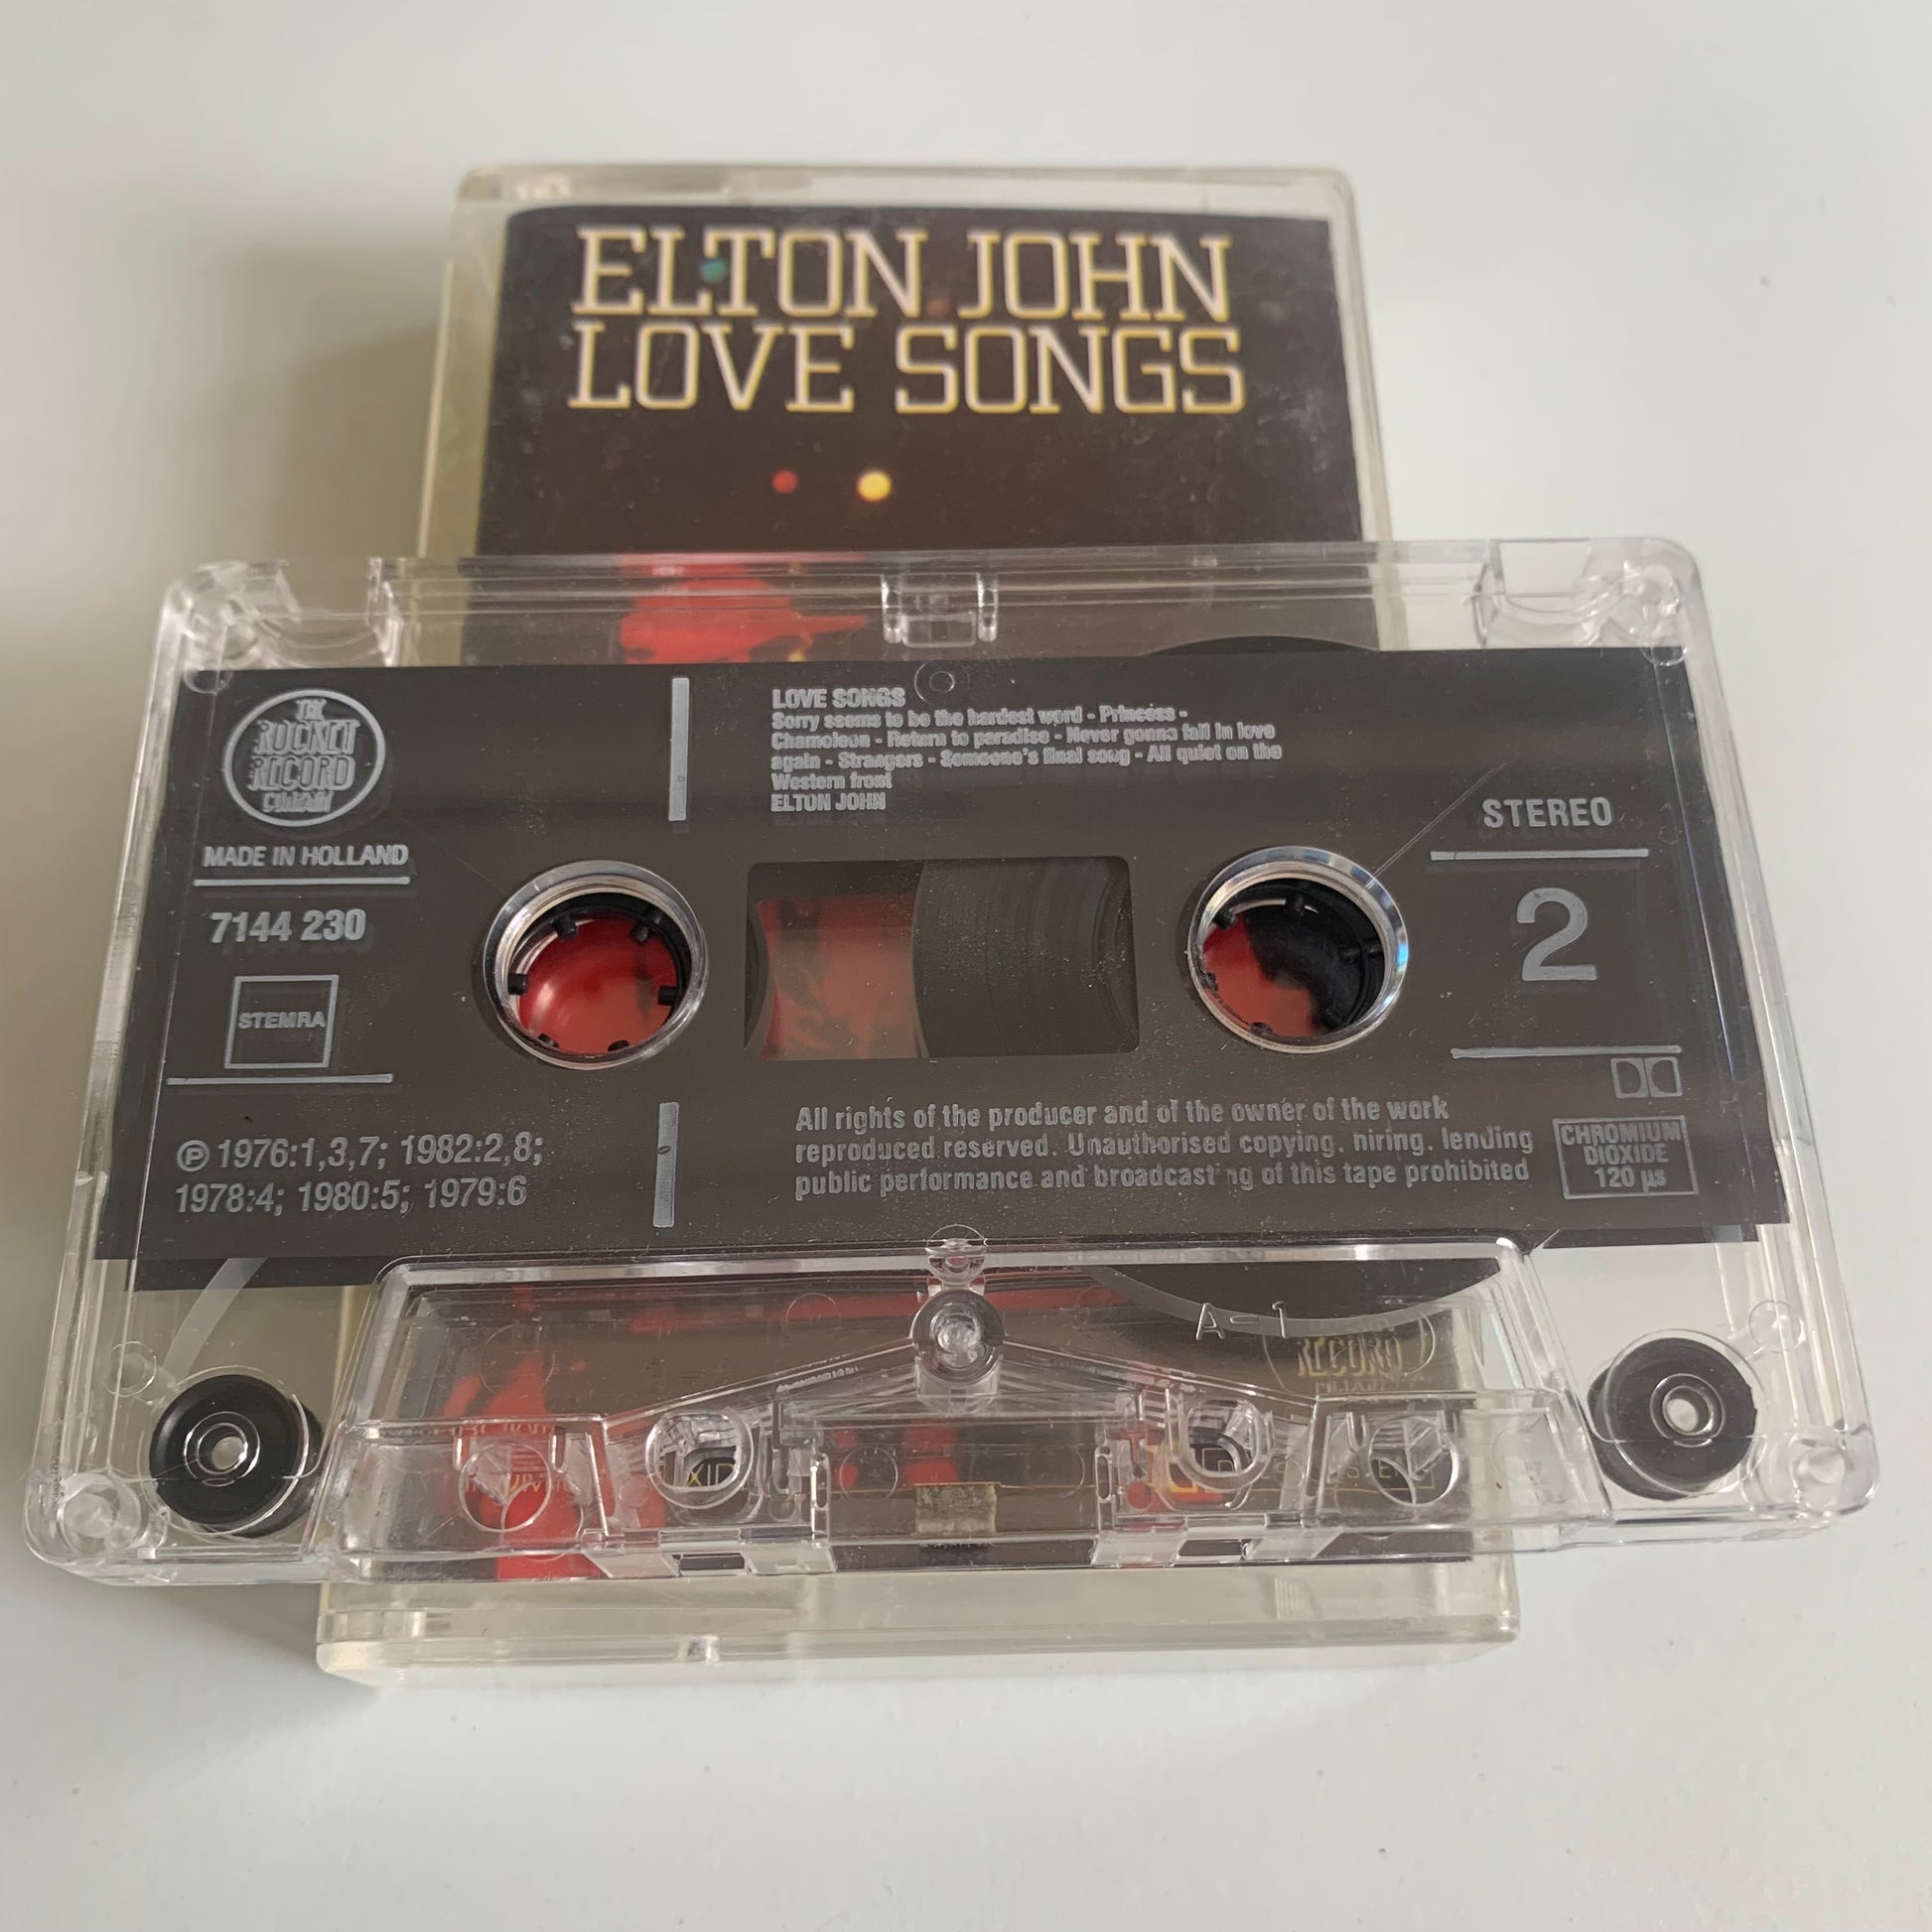 ELTON JOHN
LOVE SONGS
THE
ROCKET
RECORD
COMPANY
MADE IN HOLLAND
7144 230
STEMRA
℗ 1976:1,3,7; 1982:2,8;
1978:4; 1980:5; 1979:6
LOVE SONGS
Sorry seems to be the hardest word - Princess -
Chameleon - Return to paradise - Never gonna fall in love
again - Strangers - Someone's final song - All quiet on the
Western front
ELTON JOHN
STEREO
2
All rights of the producer and of the owner of the work
reproduced reserved. Unauthorised copying, hiring, lending
public performance and broadcasting of this tape prohibited
CHROMIUM
DIOXIDE
120 µs
A-1
RECORD